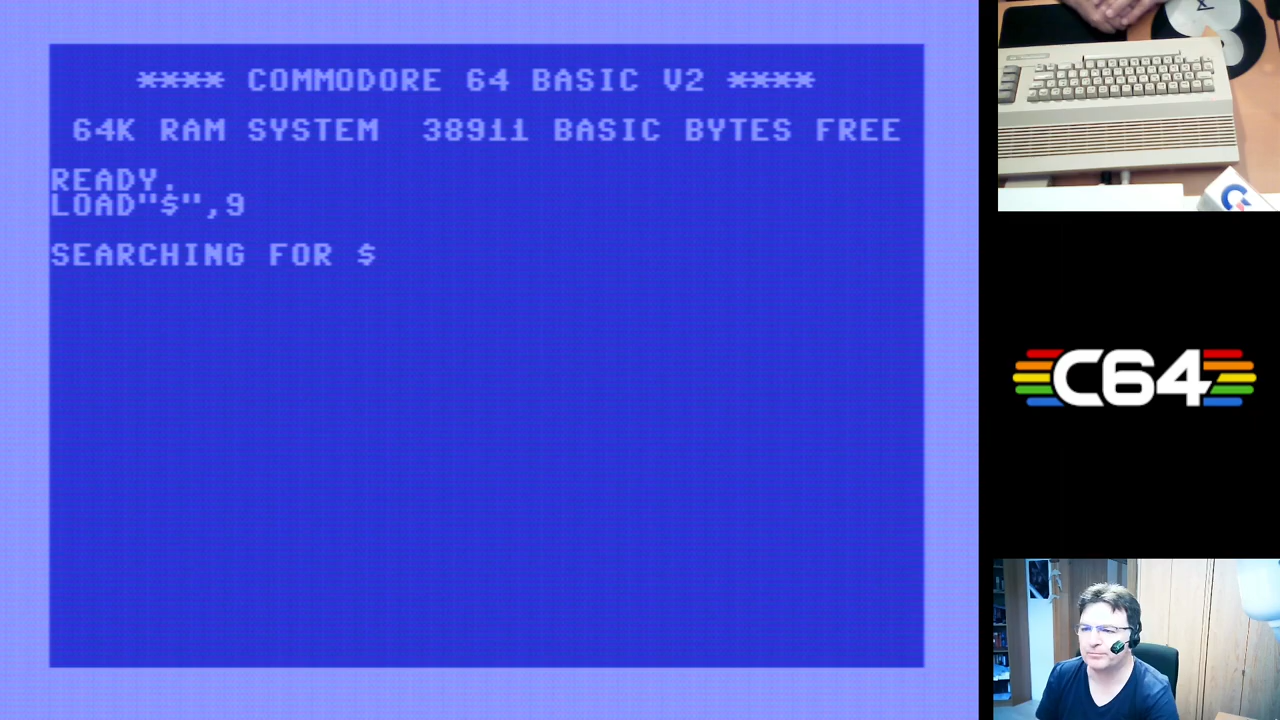 **** COMMODORE 64 BASIC V2 ****
64K RAM SYSTEM  38911 BASIC BYTES FREE
READY.
LOAD"$",9
SEARCHING FOR $
C64